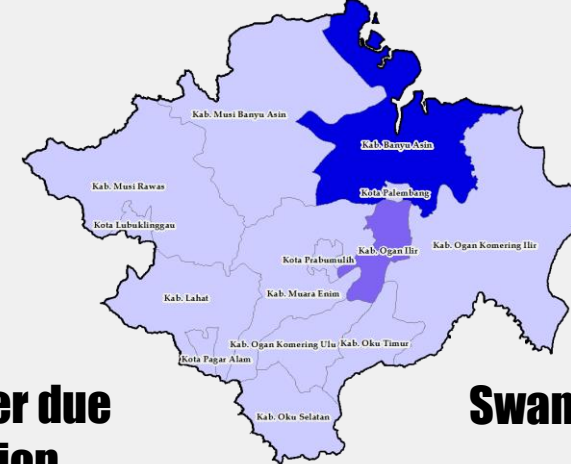 Kab. Musi Banyu Asin
Kab. Banyu Asin
Kab. Musi Rawas
Kota Palembang
Kota Lubuklinggau
Kab. Ogan Ilir
Kab. Ogan Komering Ilir
Kota Prabumulih
Kab. Lahat
Kab. Muara Enim
Kab. Ogan Komering Ulu
Kab. Oku Timur
Kota Pagar Alam
Kab. Oku Selatan
er due
Swam
ion